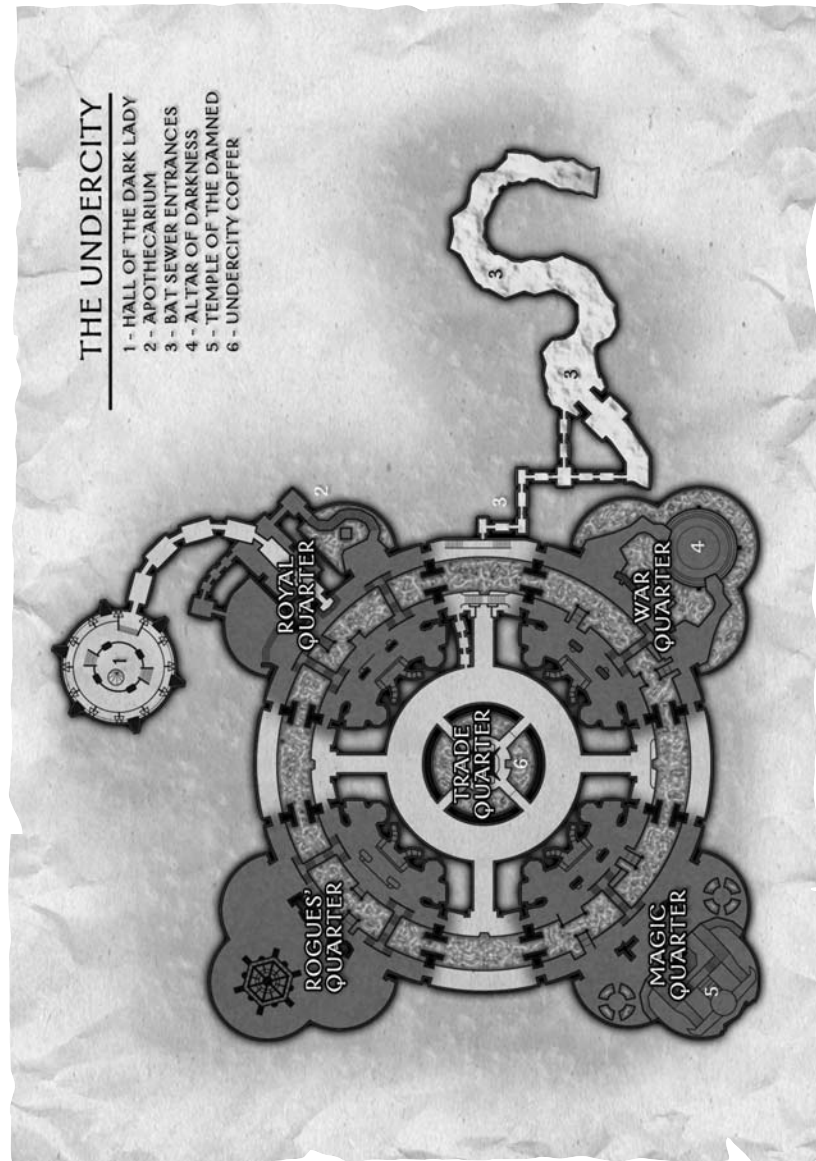 THE UNDERCITY
1 - HALL OF THE DARK LADY
2 - APOTHECARIUM
3 - BAT SEWER ENTRANCES
4 - ALTAR OF DARKNESS
5 - TEMPLE OF THE DAMNED
6 - UNDERCITY COFFER
1
ROYAL
QUARTER
2
3
3
3
ROGUES'
QUARTER
TRADE
QUARTER
6
WAR
QUARTER
4
MAGIC
QUARTER
5